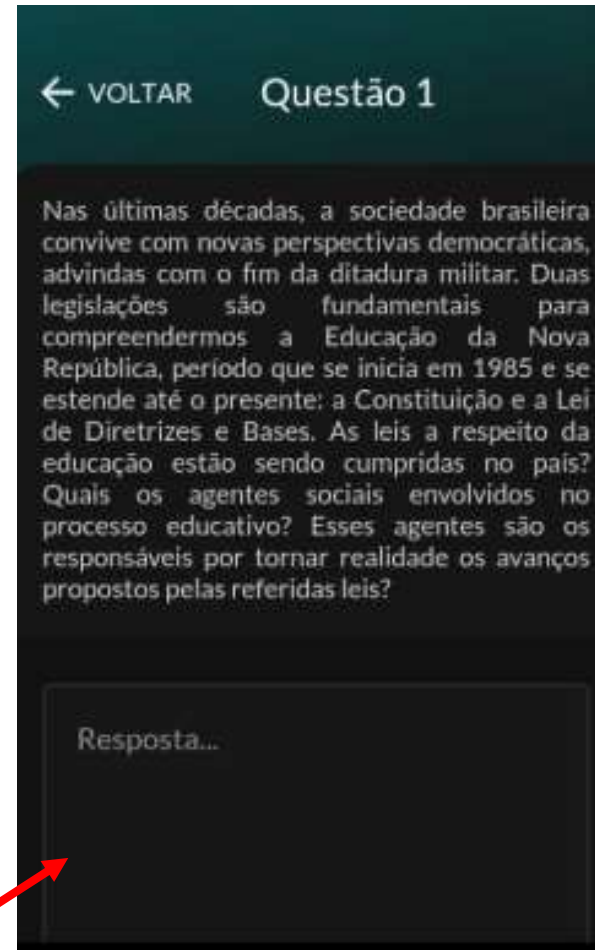 ← VOLTAR Questão 1
Nas últimas décadas, a sociedade brasileira
convive com novas perspectivas democráticas,
advindas com o fim da ditadura militar. Duas
legislações são fundamentais para
compreendermos a Educação da Nova
República, período que se inicia em 1985 e se
estende até o presente: a Constituição e a Lei
de Diretrizes e Bases. As leis a respeito da
educação estão sendo cumpridas no país?
Quais os agentes sociais envolvidos no
processo educativo? Esses agentes são os
responsáveis por tornar realidade os avanços
propostos pelas referidas leis?
Resposta...